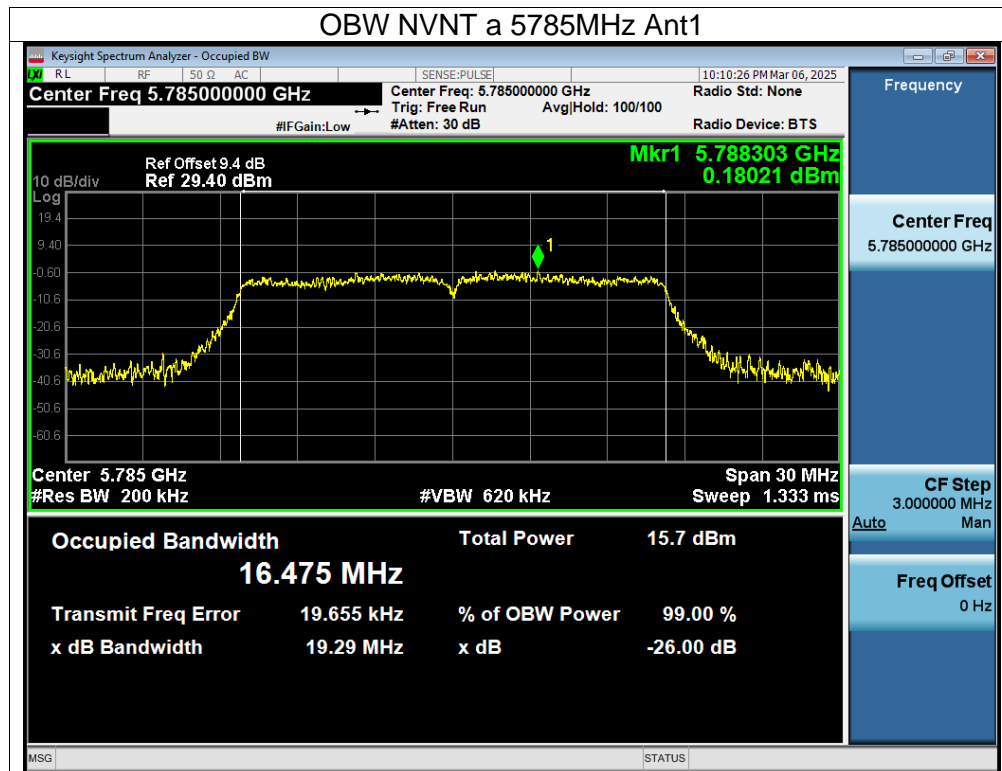 OBW NVNT a 5785MHz Ant1
Keysight Spectrum Analyzer - Occupied BW
LXI RL RF 50 Ω AC SENSE:PULSE 10:10:26 PM Mar 06, 2025
Center Freq 5.785000000 GHz Center Freq: 5.785000000 GHz Radio Std: None
Trig: Free Run Avg|Hold: 100/100
#IFGain:Low #Atten: 30 dB Radio Device: BTS
Frequency
Mkr1 5.788303 GHz
0.18021 dBm
Ref Offset 9.4 dB
10 dB/div Ref 29.40 dBm
Log
19.4
9.40
-0.60
-10.6
-20.6
-30.6
-40.6
-50.6
-60.6
1
Center 5.785 GHz Span 30 MHz
#Res BW 200 kHz #VBW 620 kHz Sweep 1.333 ms
Occupied Bandwidth Total Power 15.7 dBm
16.475 MHz
Transmit Freq Error 19.655 kHz % of OBW Power 99.00 %
x dB Bandwidth 19.29 MHz x dB -26.00 dB
Center Freq
5.785000000 GHz
CF Step
3.000000 MHz
Auto Man
Freq Offset
0 Hz
MSG STATUS